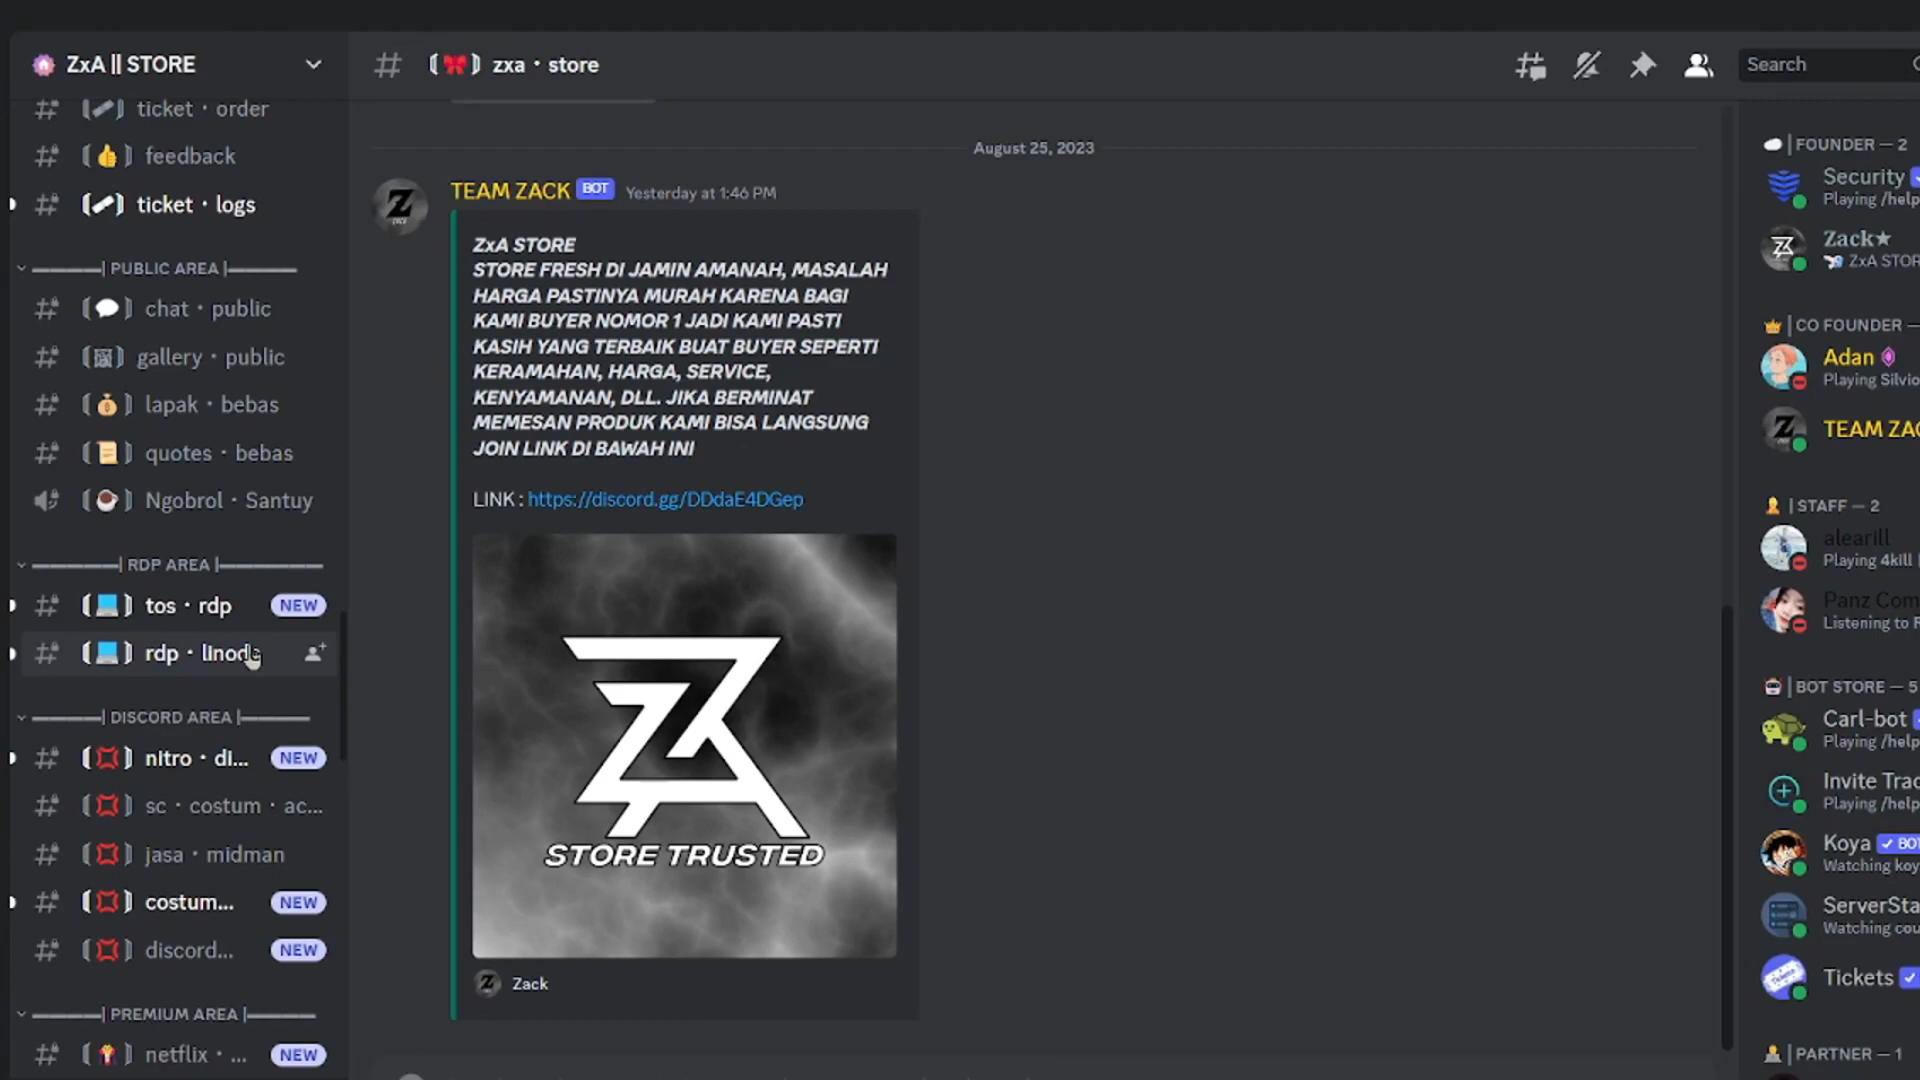 ZxA || STORE
ticket • order
feedback
ticket • logs
| PUBLIC AREA |
chat • public
gallery • public
lapak • bebas
quotes • bebas
Ngobrol • Santuy
| RDP AREA |
tos • rdp NEW
rdp • linode
| DISCORD AREA |
nitro • di... NEW
sc • costum • ac...
jasa • midman
costum... NEW
discord... NEW
| PREMIUM AREA |
netflix • ... NEW
zxa • store
Search
August 25, 2023
TEAM ZACK BOT Yesterday at 1:46 PM
ZxA STORE
STORE FRESH DI JAMIN AMANAH, MASALAH
HARGA PASTINYA MURAH KARENA BAGI
KAMI BUYER NOMOR 1 JADI KAMI PASTI
KASIH YANG TERBAIK BUAT BUYER SEPERTI
KERAMAHAN, HARGA, SERVICE,
KENYAMANAN, DLL. JIKA BERMINAT
MEMESAN PRODUK KAMI BISA LANGSUNG
JOIN LINK DI BAWAH INI
LINK : https://discord.gg/DDdaE4DGep
ZA
STORE TRUSTED
Zack
| FOUNDER — 2
Security
Playing /help
Zack★
ZxA STOR
| CO FOUNDER —
Adan
Playing Silvio
TEAM ZAC
| STAFF — 2
alearill
Playing 4kill |
Panz Com
Listening to F
| BOT STORE — 5
Carl-bot
Playing /help
Invite Trac
Playing /help
Koya BO
Watching koy
ServerSta
Watching cou
Tickets
| PARTNER — 1